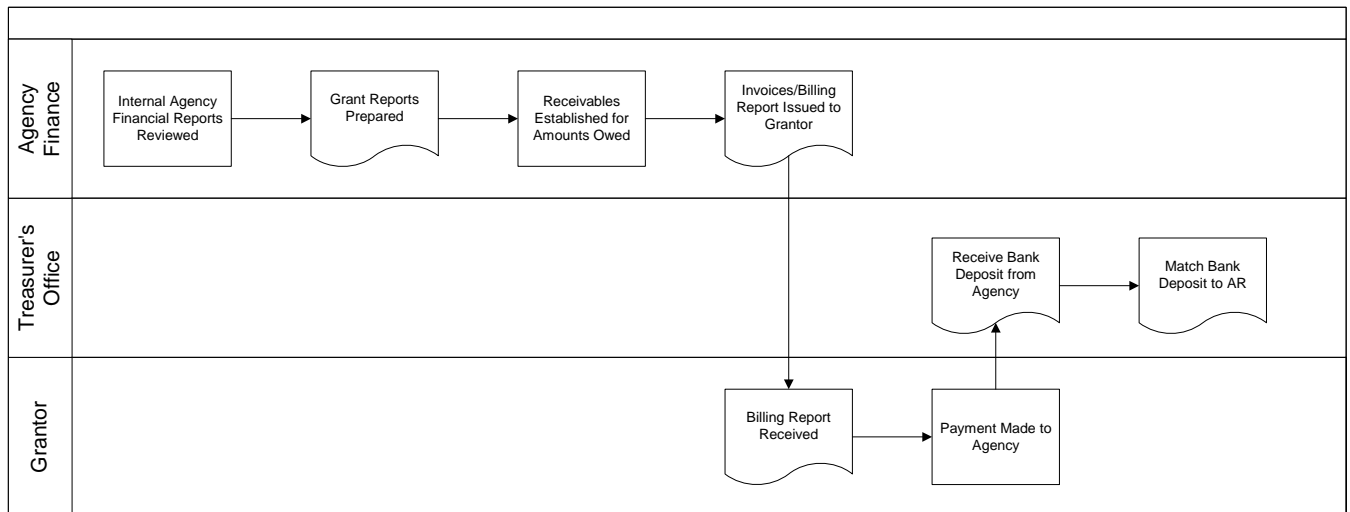 Agency
Finance
Internal Agency
Financial Reports
Reviewed
Grant Reports
Prepared
Receivables
Established for
Amounts Owed
Invoices/Billing
Report Issued to
Grantor
Treasurer's
Office
Receive Bank
Deposit from
Agency
Match Bank
Deposit to AR
Grantor
Billing Report
Received
Payment Made to
Agency